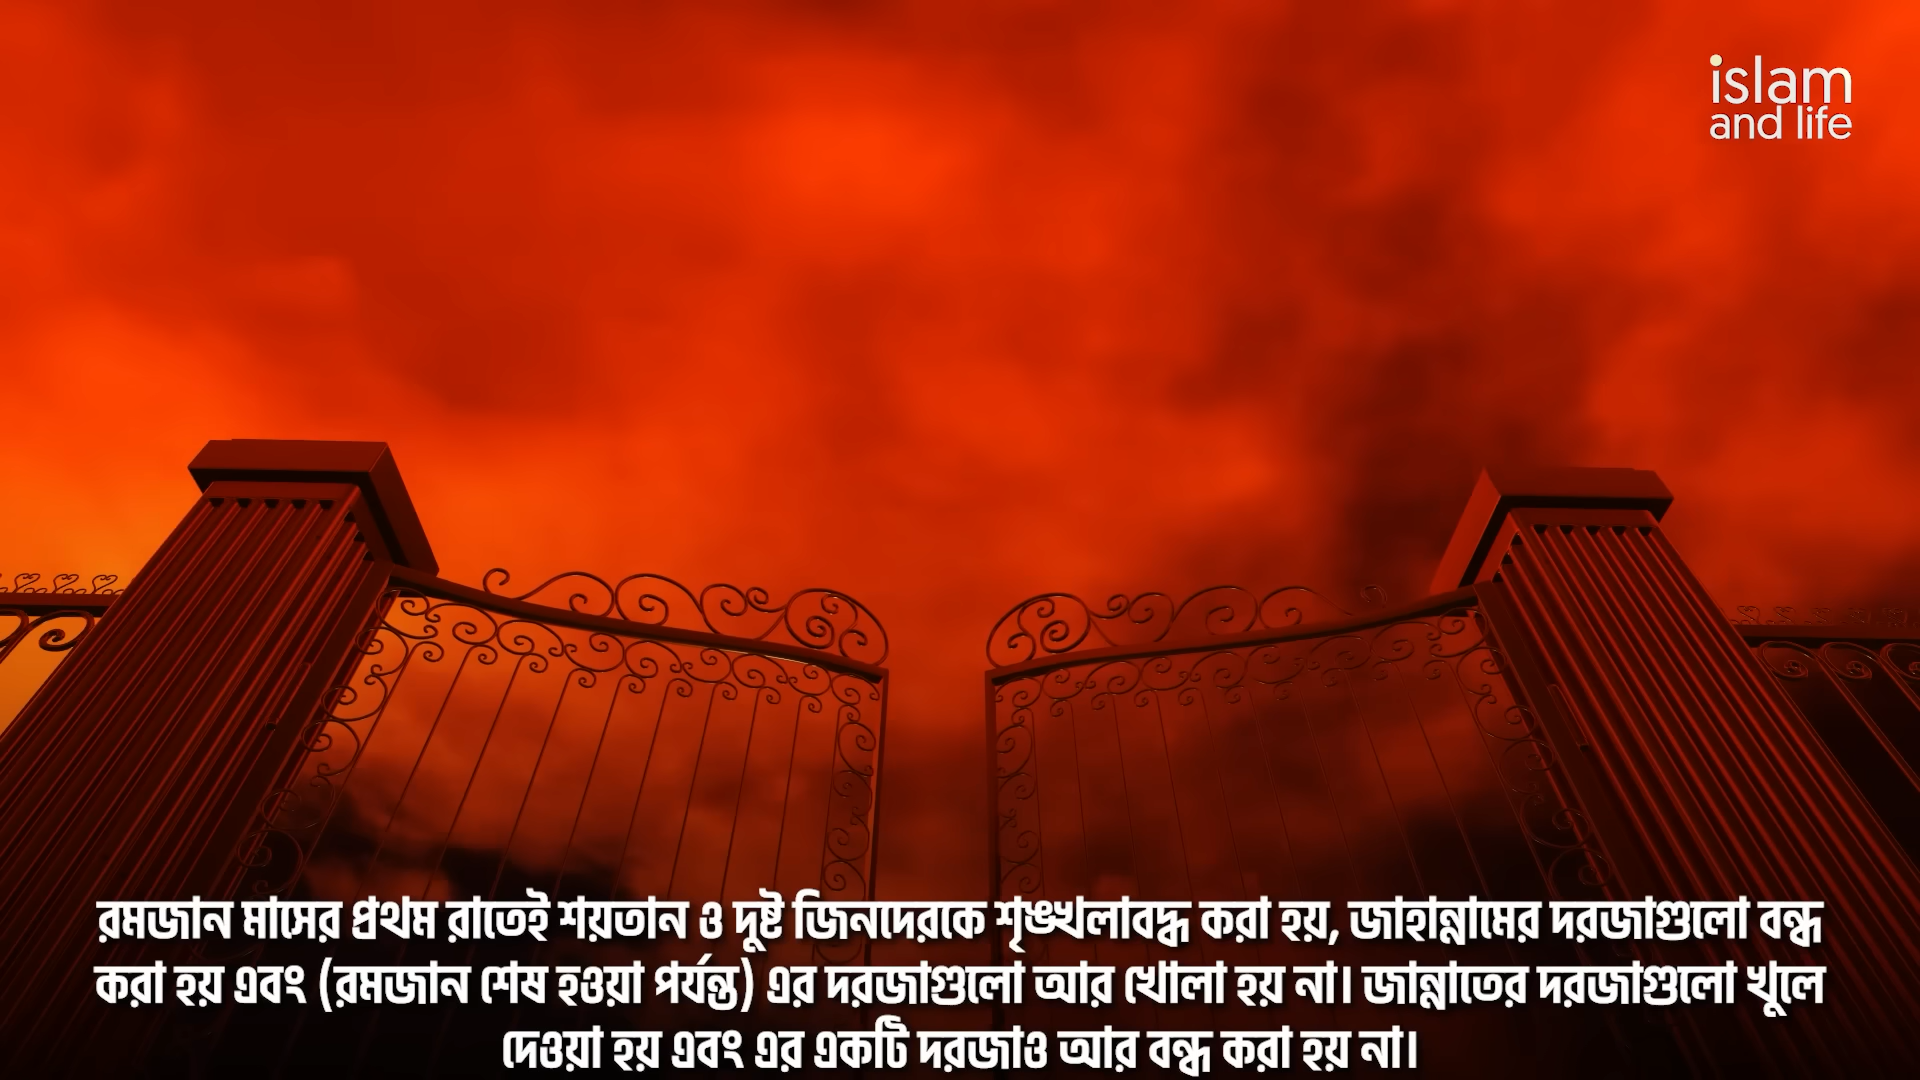 islam
and life
রমজান মাসের প্রথম রাতেই শয়তান ও দুষ্ট জিনদেরকে শৃঙ্খলাবদ্ধ করা হয়, জাহান্নামের দরজাগুলো বন্ধ
করা হয় এবং (রমজান শেষ হওয়া পর্যন্ত) এর দরজাগুলো আর খোলা হয় না। জান্নাতের দরজাগুলো খুলে
দেওয়া হয় এবং এর একটি দরজাও আর বন্ধ করা হয় না।